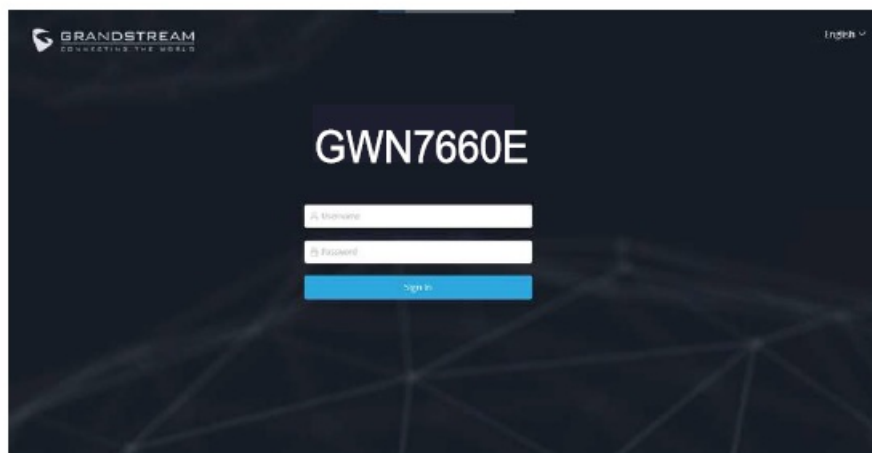 GRANDSTREAM
CONNECTING THE WORLD
English
GWN7660E
Username
Password
Sign In